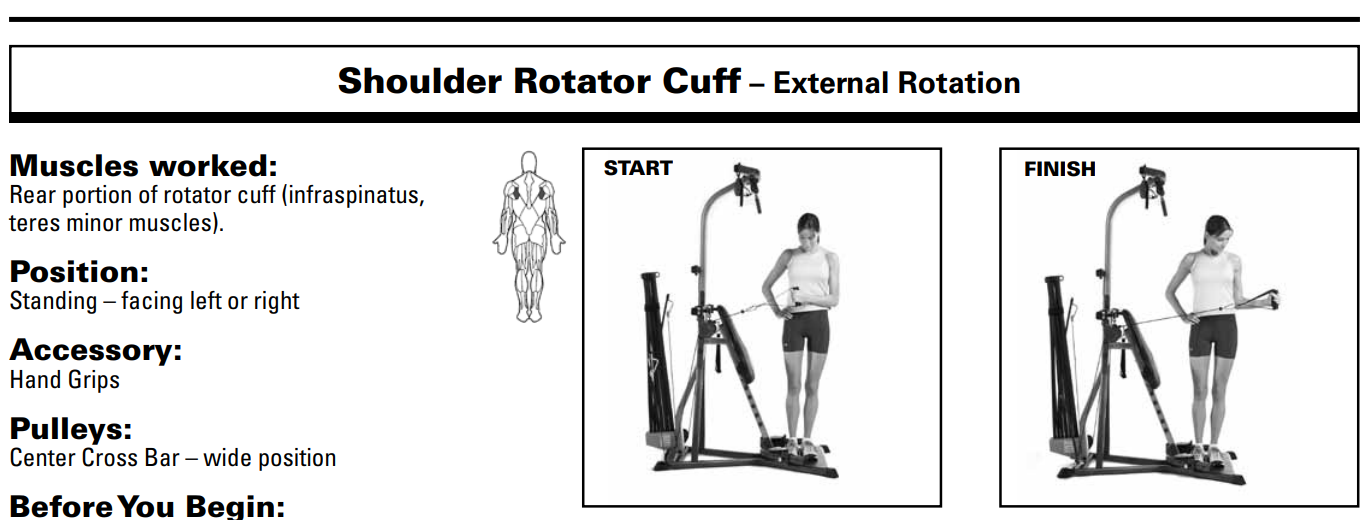 Shoulder Rotator Cuff – External Rotation
Muscles worked:
Rear portion of rotator cuff (infraspinatus,
teres minor muscles).
Position:
Standing – facing left or right
Accessory:
Hand Grips
Pulleys:
Center Cross Bar – wide position
Before You Begin:
START
FINISH